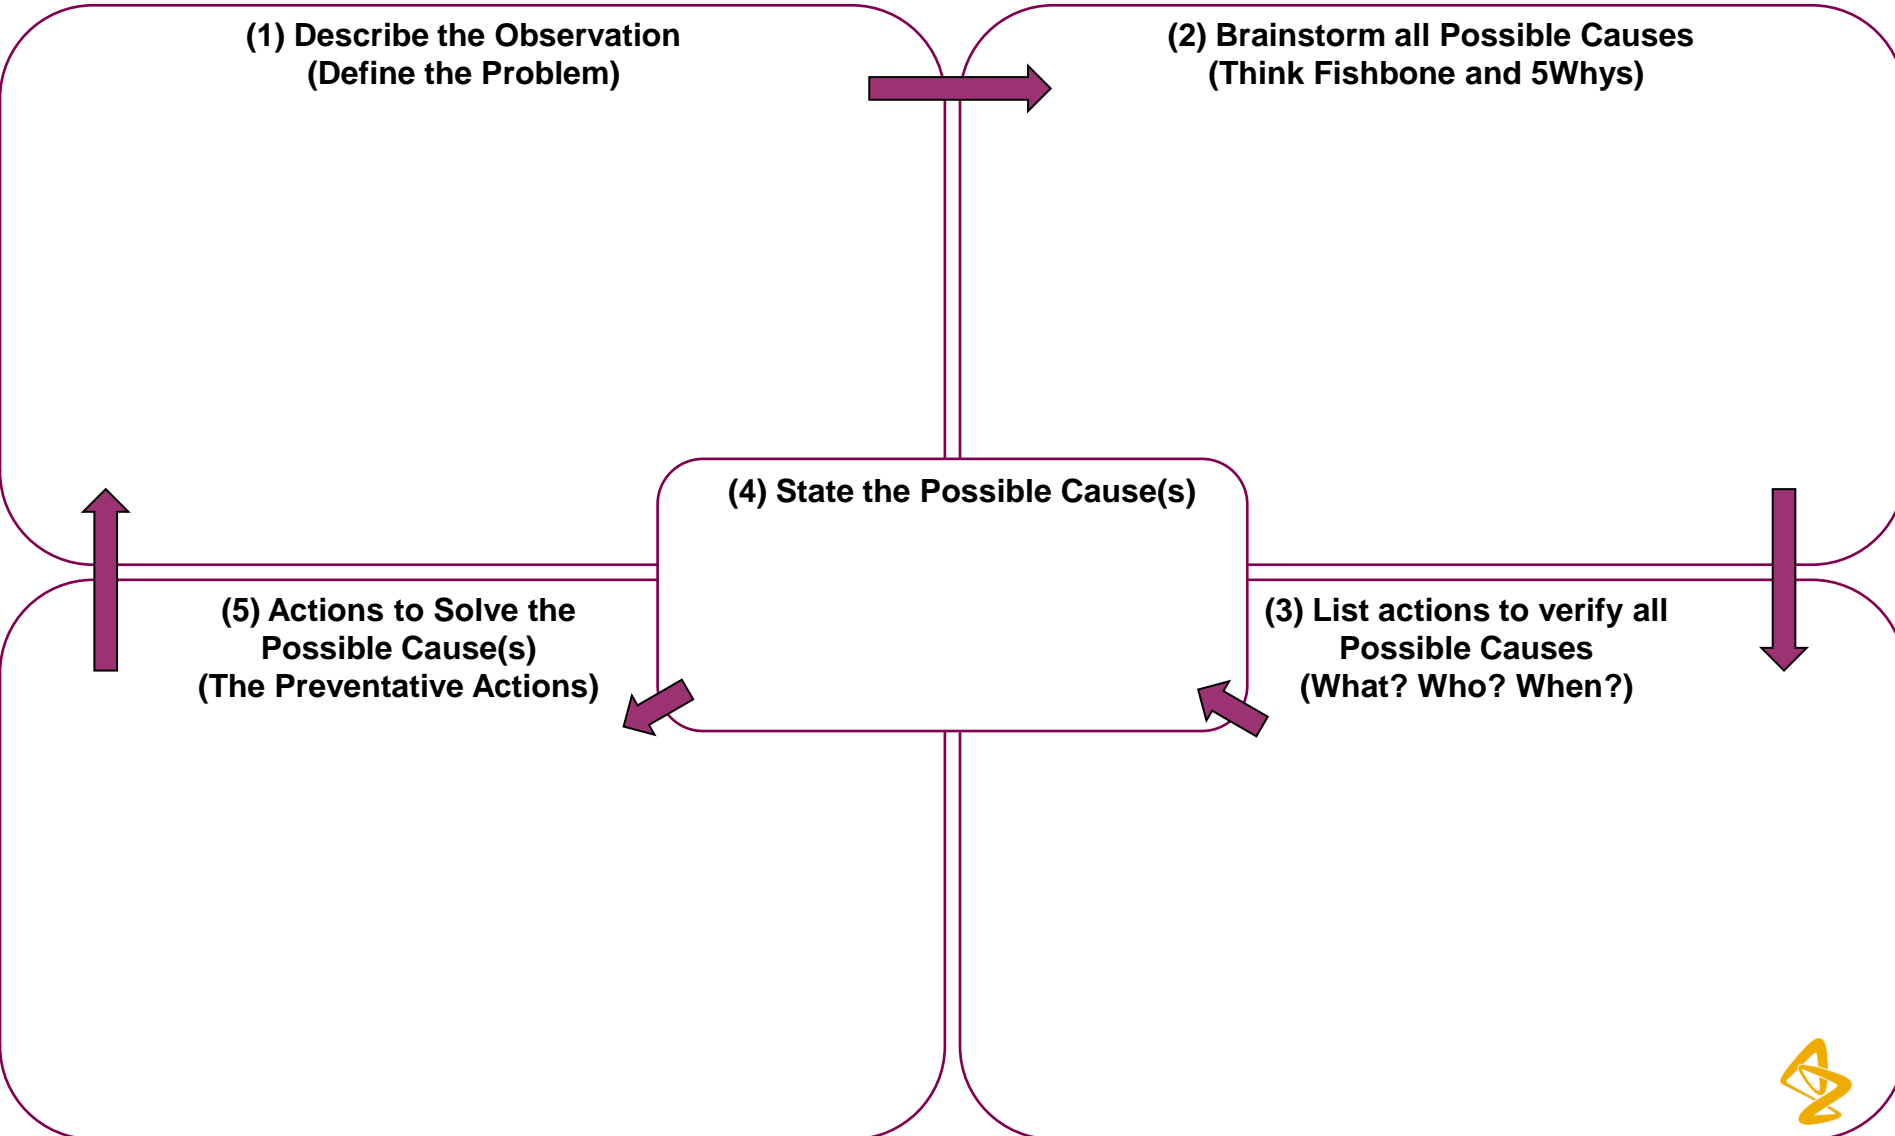 (1) Describe the Observation
(Define the Problem)
(2) Brainstorm all Possible Causes
(Think Fishbone and 5Whys)
(4) State the Possible Cause(s)
(5) Actions to Solve the
Possible Cause(s)
(The Preventative Actions)
(3) List actions to verify all
Possible Causes
(What? Who? When?)